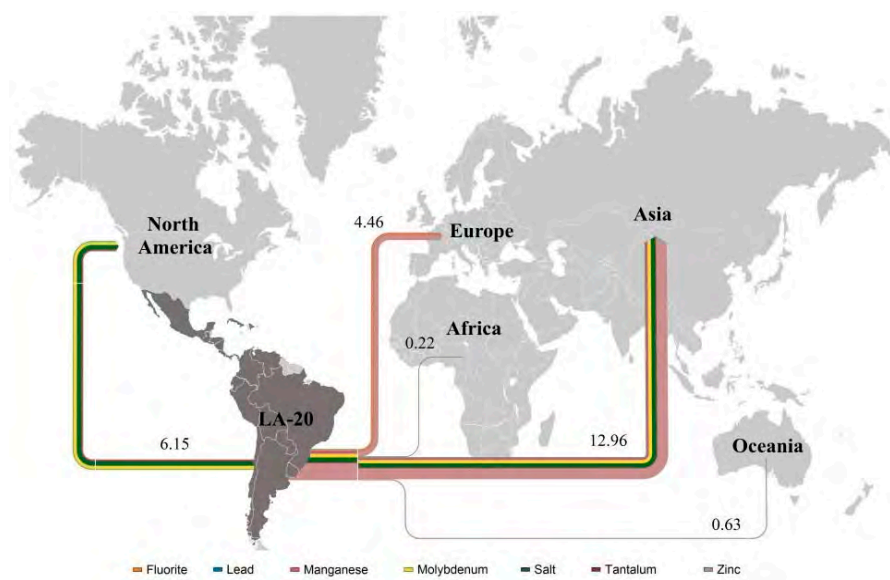 North
America
4.46
Europe
Asia
Africa
0.22
LA-20
6.15
12.96
Oceania
0.63
Fluorite Lead Manganese Molybdenum Salt Tantalum Zinc